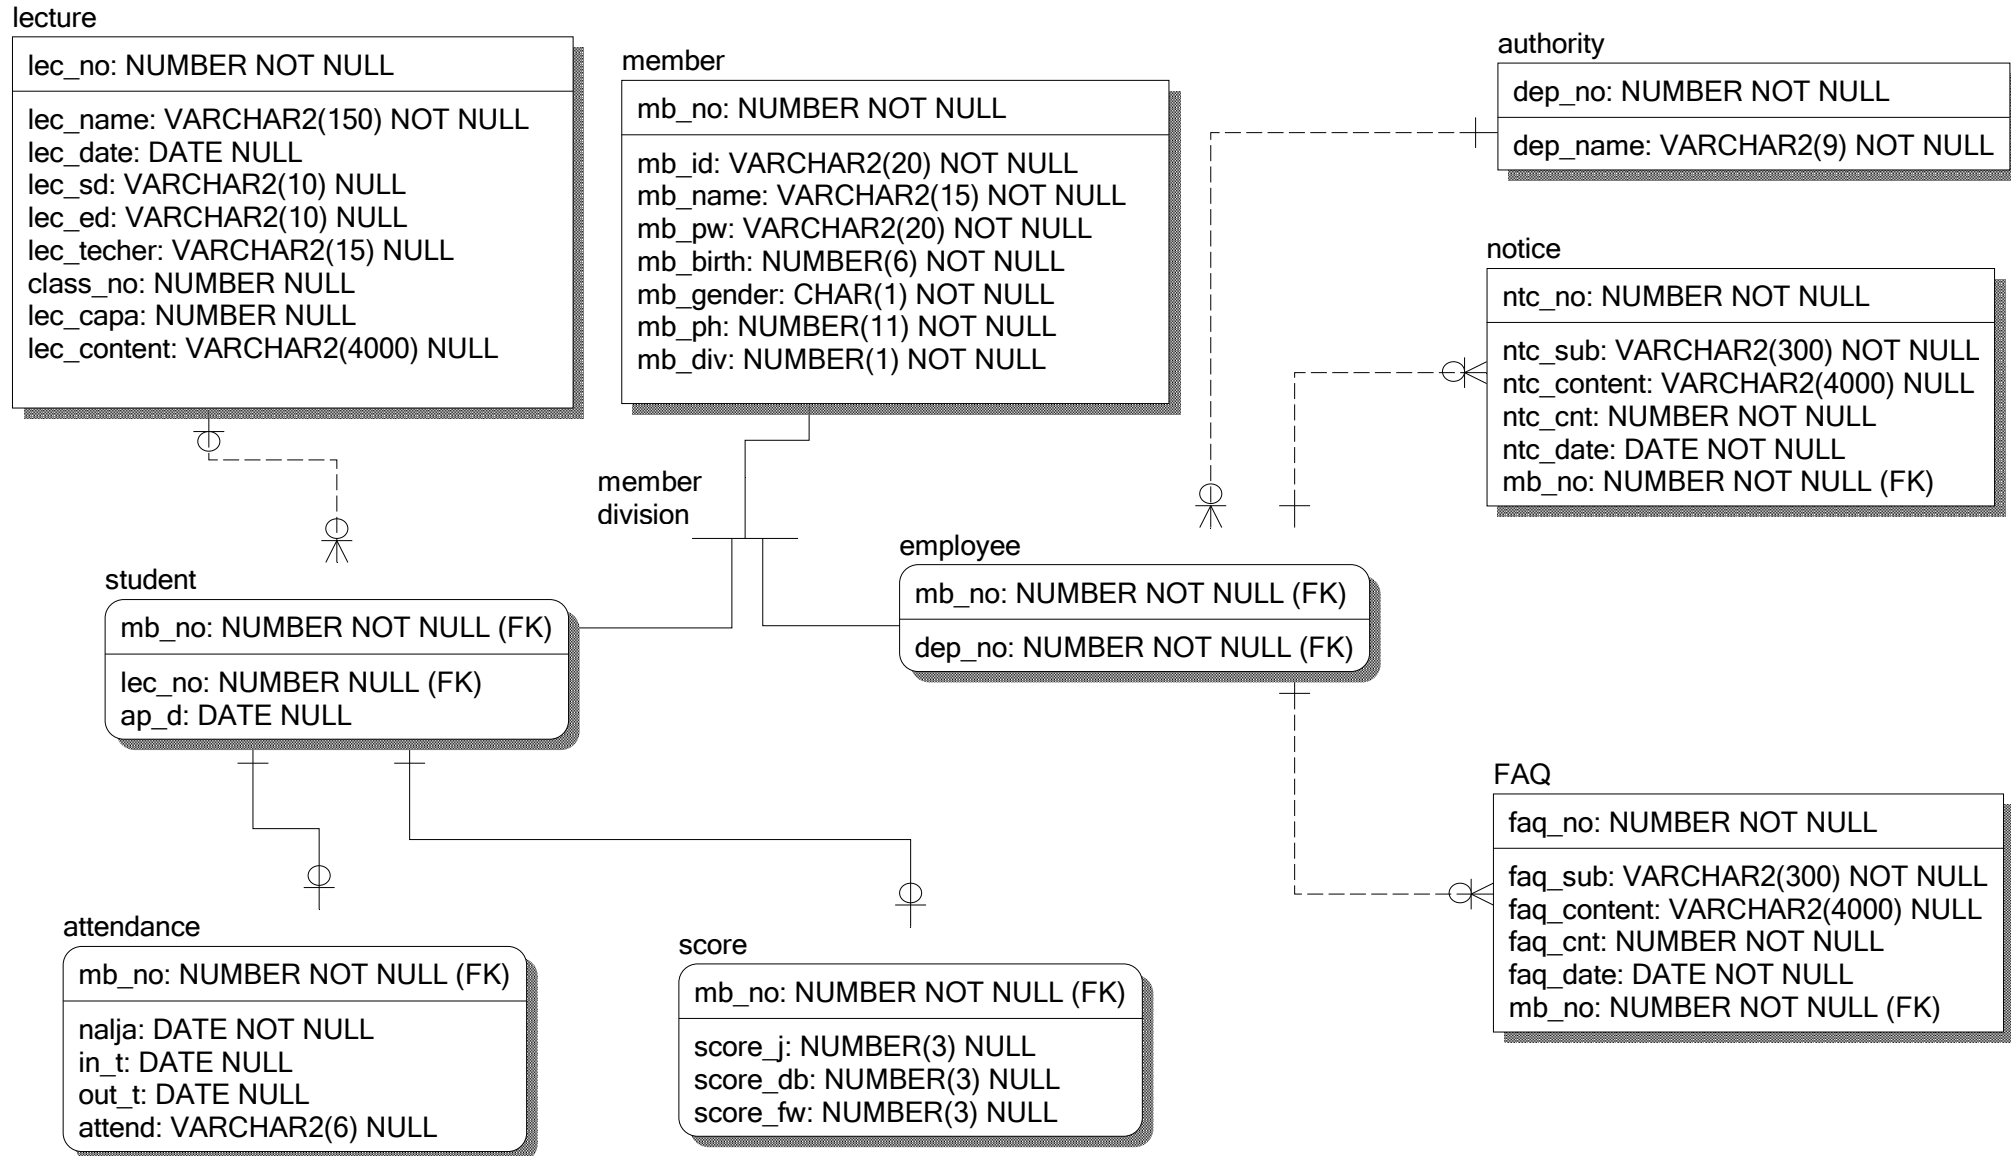 lecture
lec_no: NUMBER NOT NULL
lec_name: VARCHAR2(150) NOT NULL
lec_date: DATE NULL
lec_sd: VARCHAR2(10) NULL
lec_ed: VARCHAR2(10) NULL
lec_techer: VARCHAR2(15) NULL
class_no: NUMBER NULL
lec_capa: NUMBER NULL
lec_content: VARCHAR2(4000) NULL
member
mb_no: NUMBER NOT NULL
mb_id: VARCHAR2(20) NOT NULL
mb_name: VARCHAR2(15) NOT NULL
mb_pw: VARCHAR2(20) NOT NULL
mb_birth: NUMBER(6) NOT NULL
mb_gender: CHAR(1) NOT NULL
mb_ph: NUMBER(11) NOT NULL
mb_div: NUMBER(1) NOT NULL
authority
dep_no: NUMBER NOT NULL
dep_name: VARCHAR2(9) NOT NULL
notice
ntc_no: NUMBER NOT NULL
ntc_sub: VARCHAR2(300) NOT NULL
ntc_content: VARCHAR2(4000) NULL
ntc_cnt: NUMBER NOT NULL
ntc_date: DATE NOT NULL
mb_no: NUMBER NOT NULL (FK)
member
division
student
mb_no: NUMBER NOT NULL (FK)
lec_no: NUMBER NULL (FK)
ap_d: DATE NULL
employee
mb_no: NUMBER NOT NULL (FK)
dep_no: NUMBER NOT NULL (FK)
attendance
mb_no: NUMBER NOT NULL (FK)
nalja: DATE NOT NULL
in_t: DATE NULL
out_t: DATE NULL
attend: VARCHAR2(6) NULL
score
mb_no: NUMBER NOT NULL (FK)
score_j: NUMBER(3) NULL
score_db: NUMBER(3) NULL
score_fw: NUMBER(3) NULL
FAQ
faq_no: NUMBER NOT NULL
faq_sub: VARCHAR2(300) NOT NULL
faq_content: VARCHAR2(4000) NULL
faq_cnt: NUMBER NOT NULL
faq_date: DATE NOT NULL
mb_no: NUMBER NOT NULL (FK)